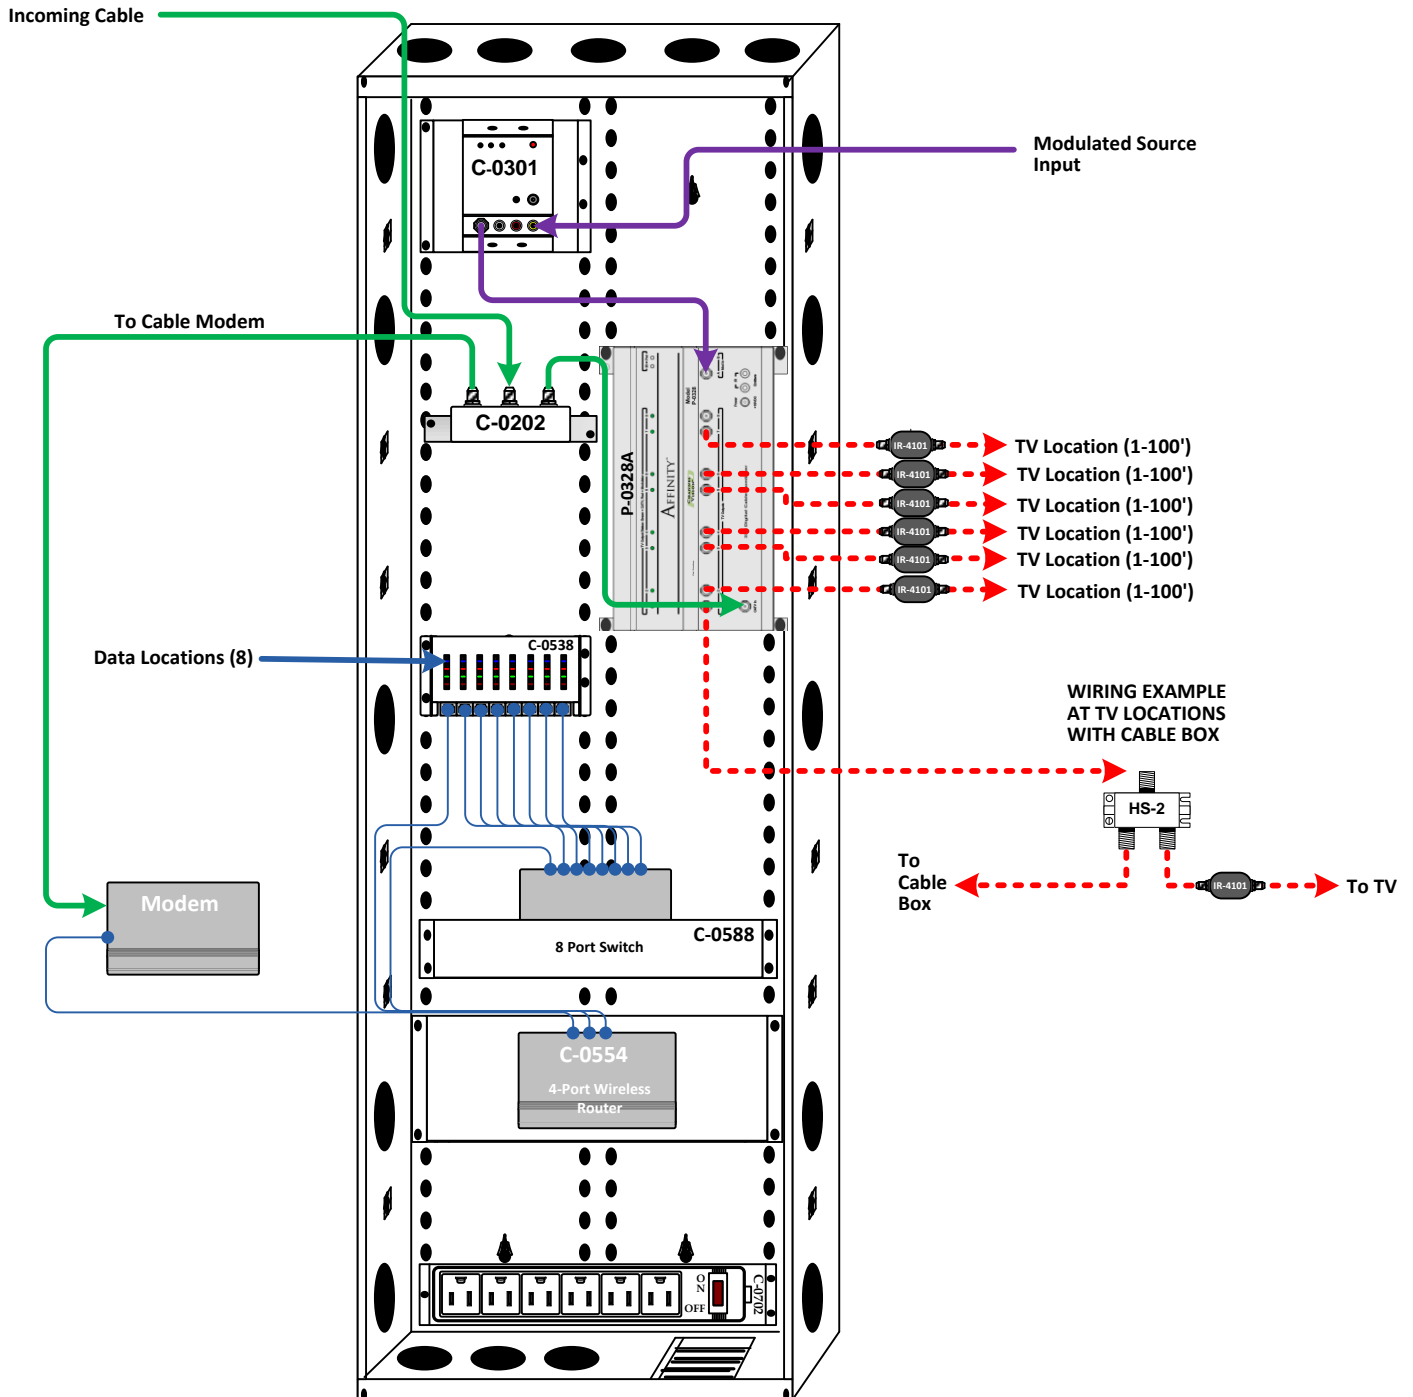 Incoming Cable
C-0301
Modulated Source
Input
To Cable Modem
C-0202
P-0328A
AFFINITY
Model
P-0328
IR-4101
TV Location (1-100')
IR-4101
TV Location (1-100')
IR-4101
TV Location (1-100')
IR-4101
TV Location (1-100')
IR-4101
TV Location (1-100')
IR-4101
TV Location (1-100')
C-0538
Data Locations (8)
WIRING EXAMPLE
AT TV LOCATIONS
WITH CABLE BOX
HS-2
To
Cable
Box
IR-4101
To TV
Modem
C-0588
8 Port Switch
C-0554
4-Port Wireless
Router
ON
OFF
C-0702